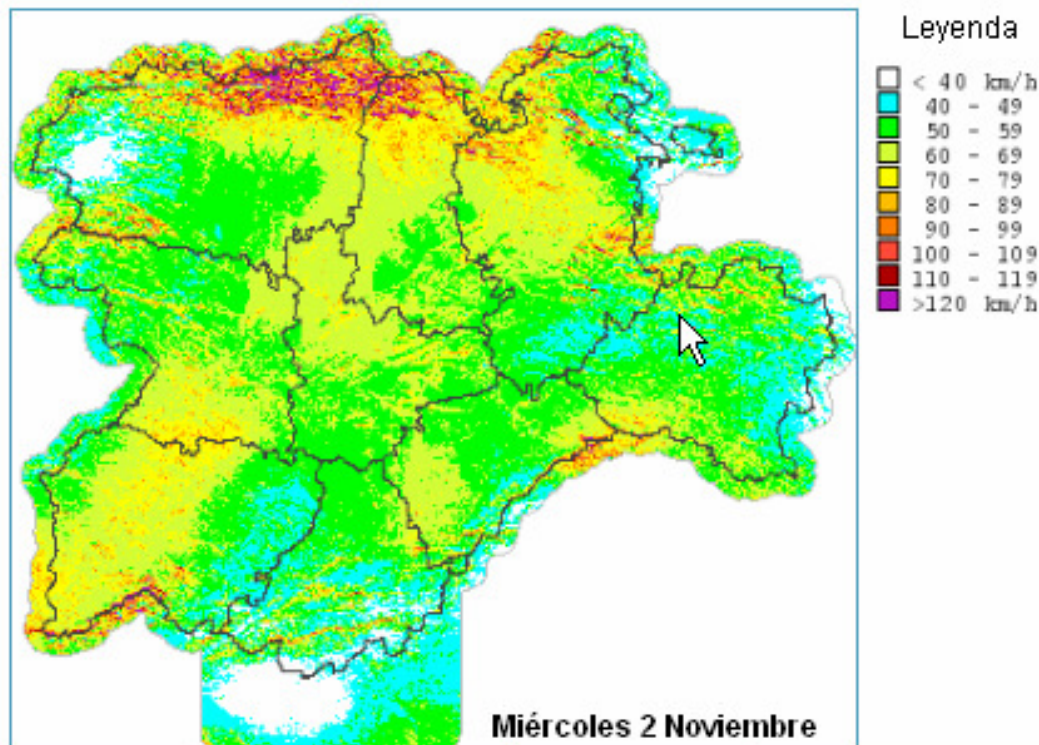 Leyenda
< 40 km/h
40 - 49
50 - 59
60 - 69
70 - 79
80 - 89
90 - 99
100 - 109
110 - 119
>120 km/h
Miércoles 2 Noviembre